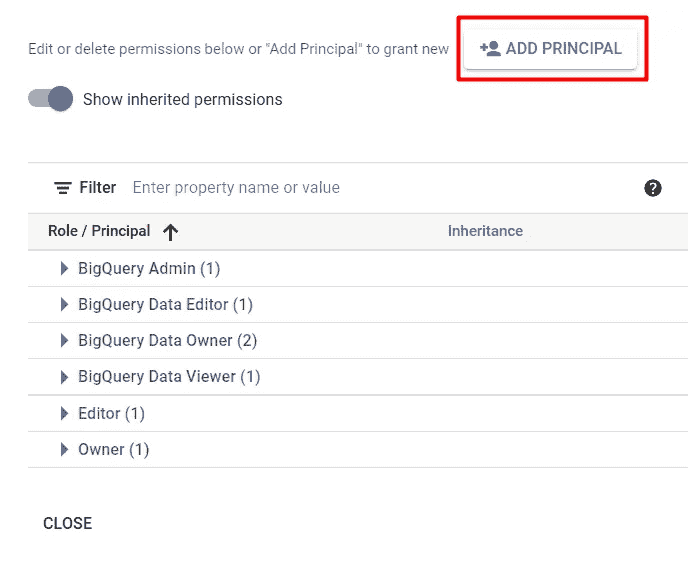 Edit or delete permissions below or "Add Principal" to grant new ADD PRINCIPAL
Show inherited permissions
Filter Enter property name or value ?
Role / Principal Inheritance
BigQuery Admin (1)
BigQuery Data Editor (1)
BigQuery Data Owner (2)
BigQuery Data Viewer (1)
Editor (1)
Owner (1)
CLOSE